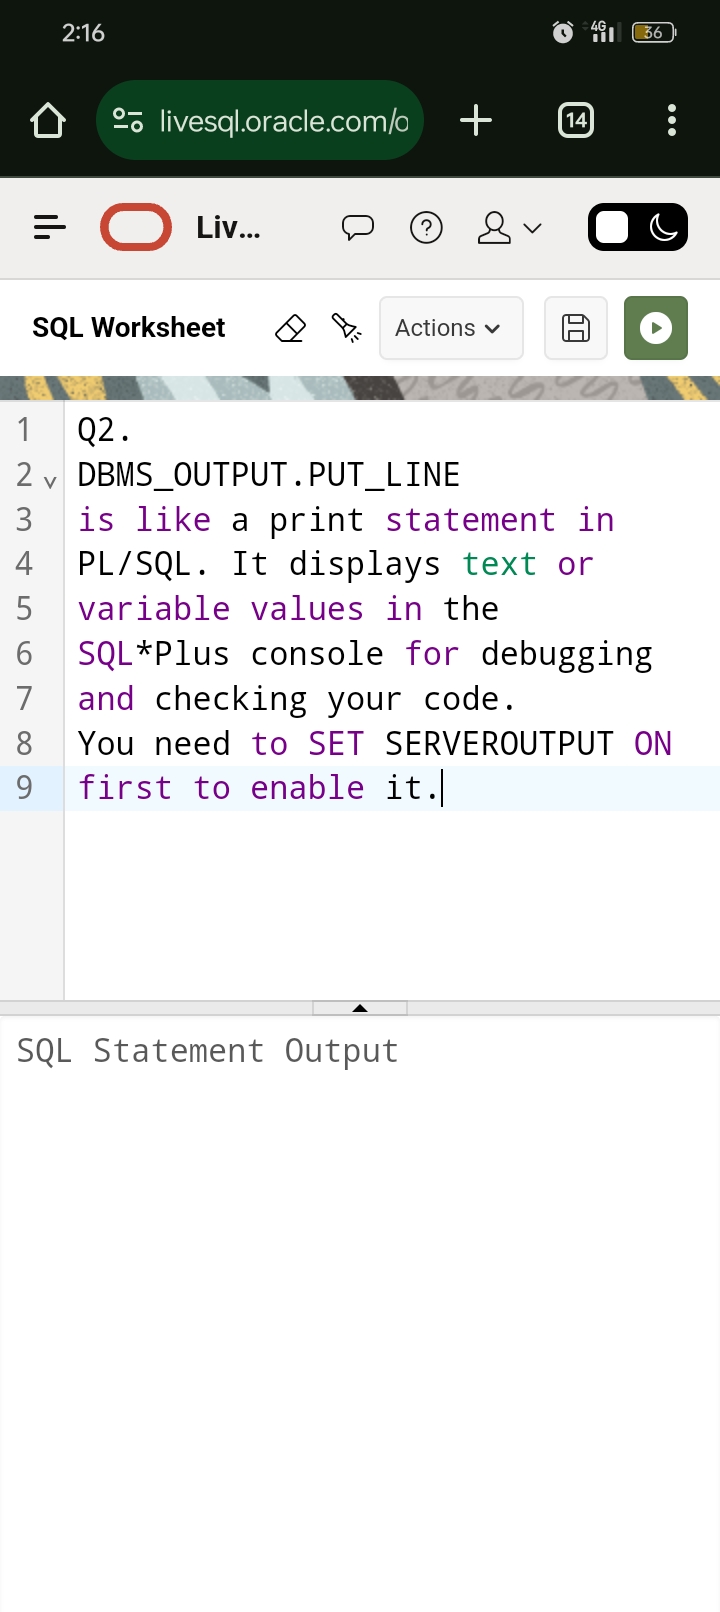 2:16
4G
36
livesql.oracle.com/o
14
Liv...
SQL Worksheet
Actions
1 Q2.
2 DBMS_OUTPUT.PUT_LINE
3 is like a print statement in
4 PL/SQL. It displays text or
5 variable values in the
6 SQL*Plus console for debugging
7 and checking your code.
8 You need to SET SERVEROUTPUT ON
9 first to enable it.
SQL Statement Output